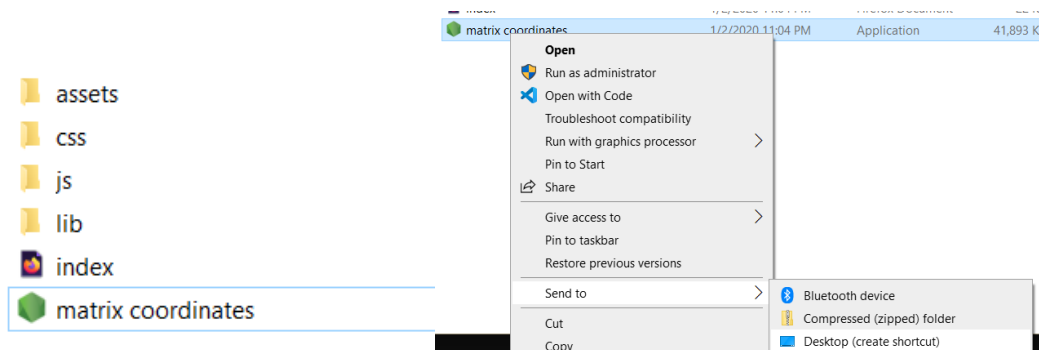 assets
css
js
lib
index
matrix coordinates
matrix coordinates 1/2/2020 11:04 PM Application 41,893 K
Open
Run as administrator
Open with Code
Troubleshoot compatibility
Run with graphics processor
Pin to Start
Share
Give access to
Pin to taskbar
Restore previous versions
Send to
Cut
Copy
Bluetooth device
Compressed (zipped) folder
Desktop (create shortcut)